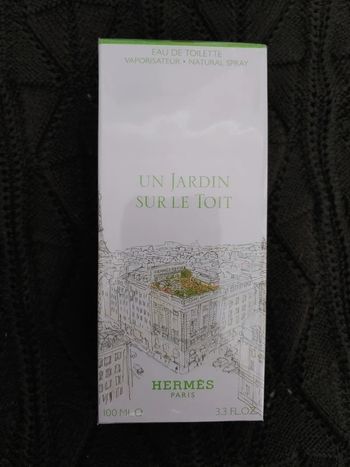 EAU DE TOILETTE
VAPORISATEUR • NATURAL SPRAY
UN JARDIN
SUR LE TOIT
HERMÈS
PARIS
100 ML ℮ 3.3 FL.OZ